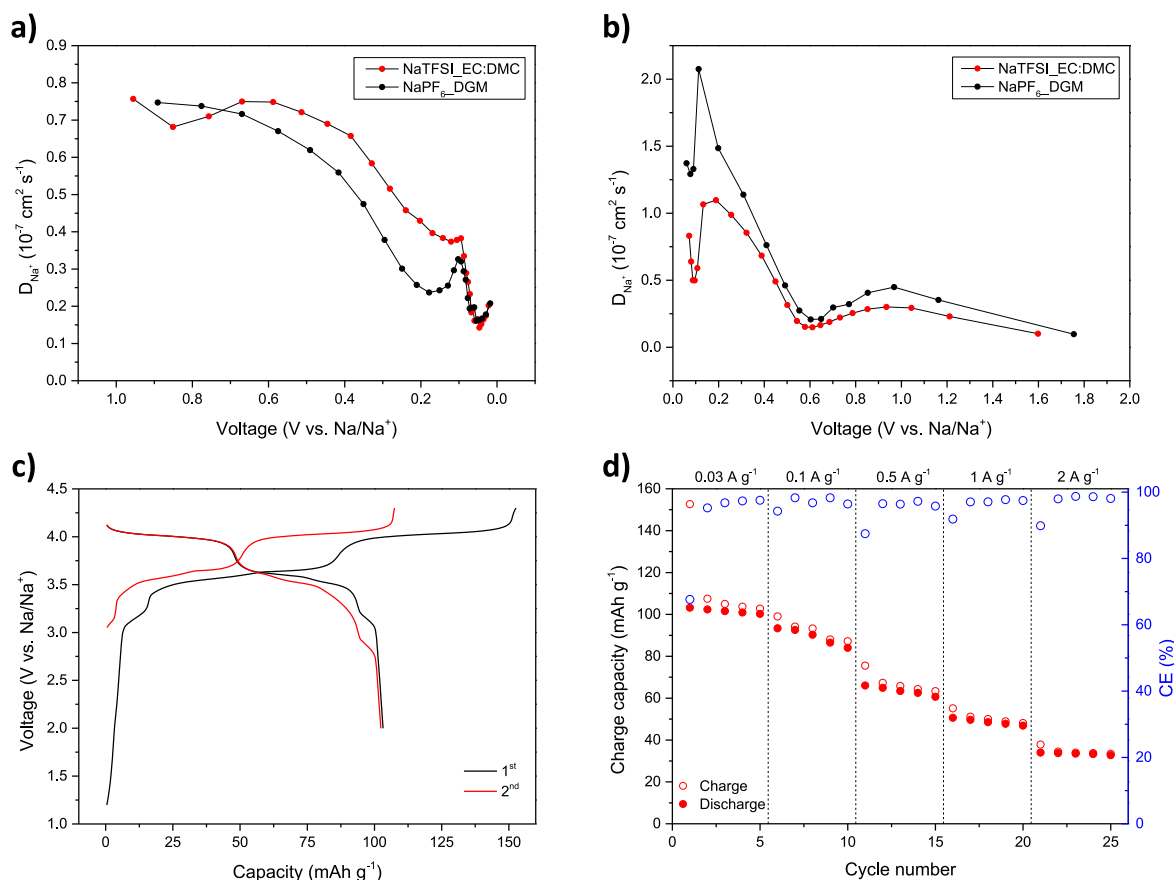 a)
0.9
0.8
0.7
0.6
0.5
0.4
0.3
0.2
0.1
0.0
D_Na⁺ (10⁻⁷ cm² s⁻¹)
NaTFSI_EC:DMC
NaPF₆_DGM
1.0 0.8 0.6 0.4 0.2 0.0
Voltage (V vs. Na/Na⁺)
b)
2.0
1.5
1.0
0.5
0.0
D_Na⁺ (10⁻⁷ cm² s⁻¹)
NaTFSI_EC:DMC
NaPF₆_DGM
0.0 0.2 0.4 0.6 0.8 1.0 1.2 1.4 1.6 1.8 2.0
Voltage (V vs. Na/Na⁺)
c)
4.5
4.0
3.5
3.0
2.5
2.0
1.5
1.0
Voltage (V vs. Na/Na⁺)
1ˢᵗ
2ⁿᵈ
0 25 50 75 100 125 150
Capacity (mAh g⁻¹)
d)
0.03 A g⁻¹ 0.1 A g⁻¹ 0.5 A g⁻¹ 1 A g⁻¹ 2 A g⁻¹
160
140
120
100
80
60
40
20
0
Charge capacity (mAh g⁻¹)
Charge
Discharge
100
80
60
40
20
0
CE (%)
0 5 10 15 20 25
Cycle number